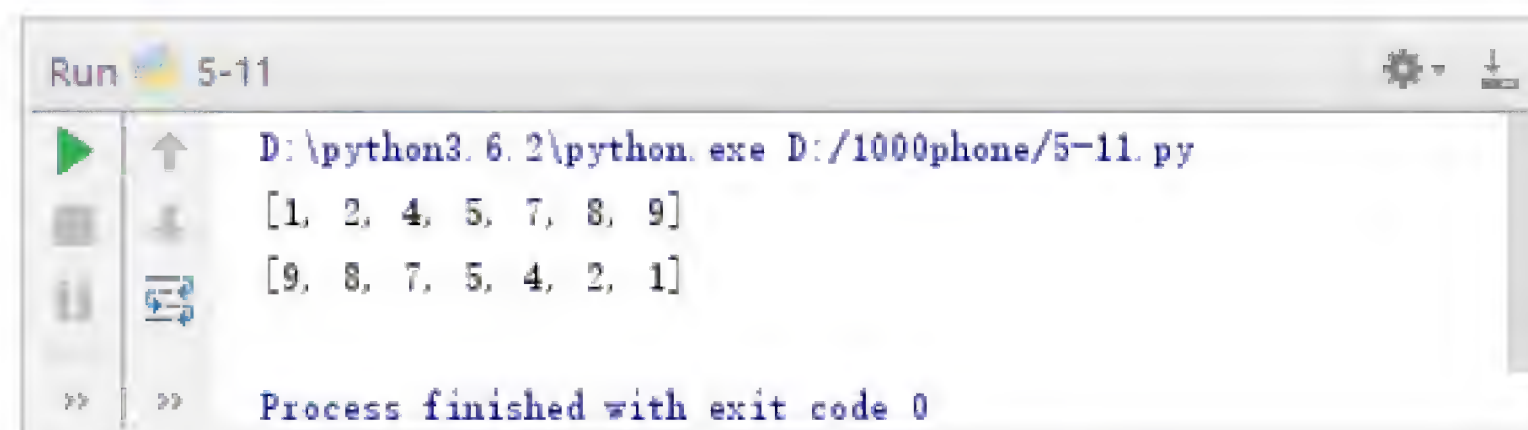 Run 5-11
D:\python3.6.2\python.exe D:/1000phone/5-11.py
[1, 2, 4, 5, 7, 8, 9]
[9, 8, 7, 5, 4, 2, 1]
Process finished with exit code 0